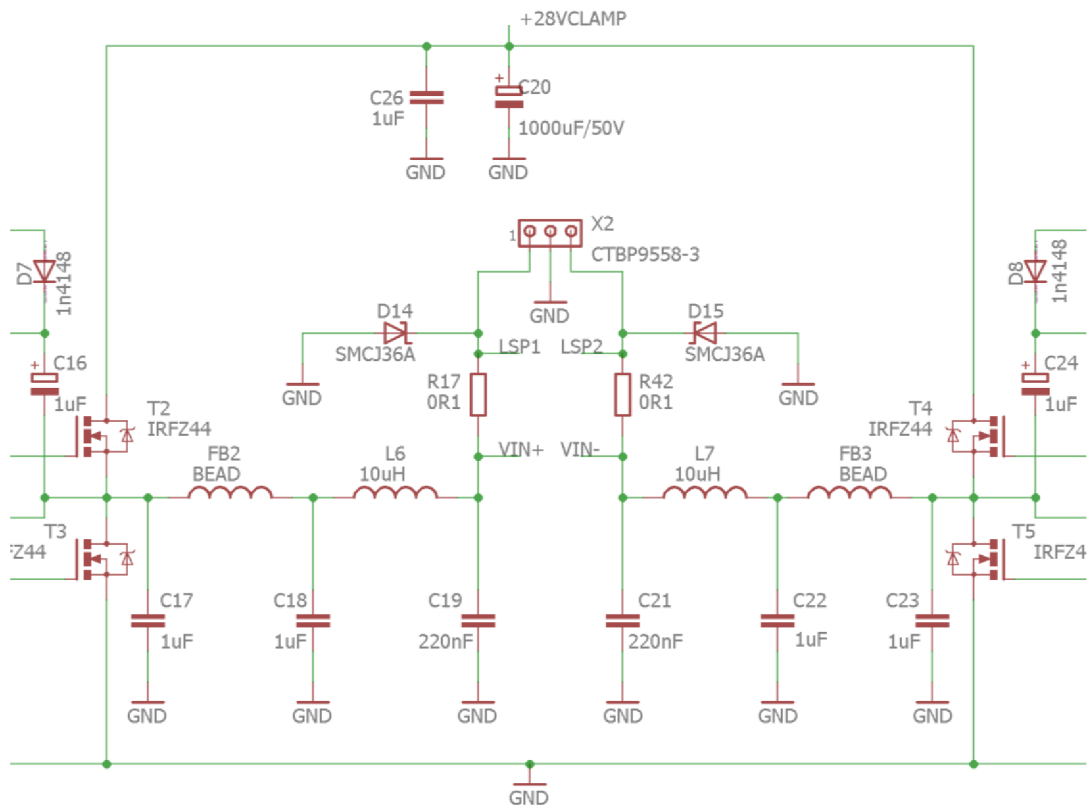 +28VCLAMP
C26
1uF
+
C20
1000uF/50V
GND
GND
1
X2
CTBP9558-3
GND
D7
1n4148
D8
1n4148
D14
SMCJ36A
GND
D15
SMCJ36A
GND
LSP1
LSP2
+
C16
1uF
R17
0R1
R42
0R1
+
C24
1uF
T2
IRFZ44
T4
IRFZ44
VIN+
VIN-
FB2
BEAD
L6
10uH
L7
10uH
FB3
BEAD
T3
FZ44
T5
IRFZ4
C17
1uF
C18
1uF
C19
220nF
C21
220nF
C22
1uF
C23
1uF
GND
GND
GND
GND
GND
GND
GND